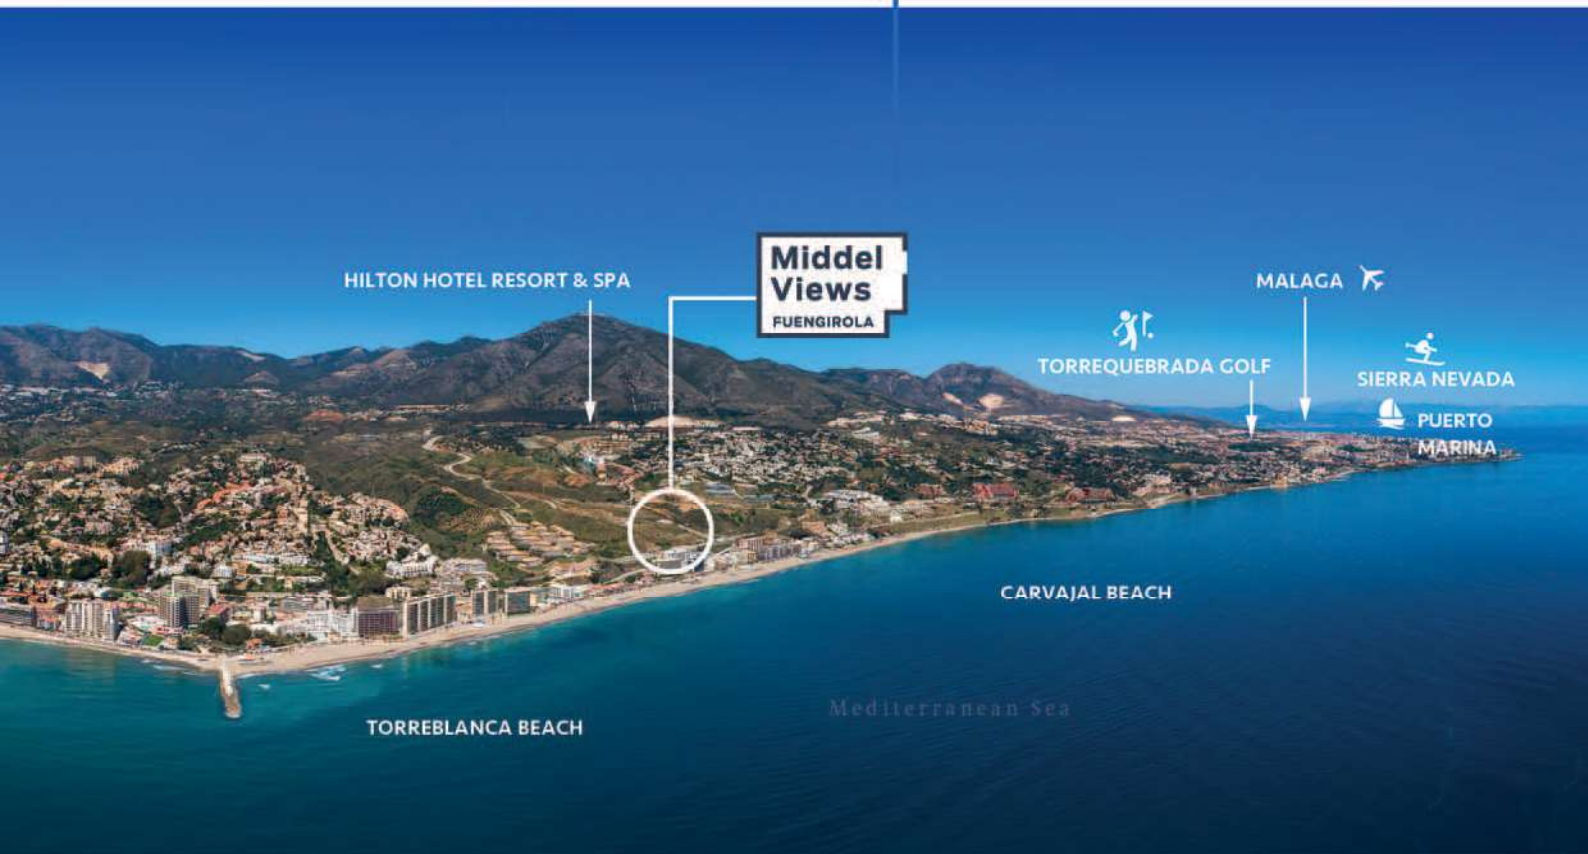 Middel
Views
FUENGIROLA
HILTON HOTEL RESORT & SPA
MALAGA
TORREQUEBRADA GOLF
SIERRA NEVADA
PUERTO
MARINA
CARVAJAL BEACH
Mediterranean Sea
TORREBLANCA BEACH